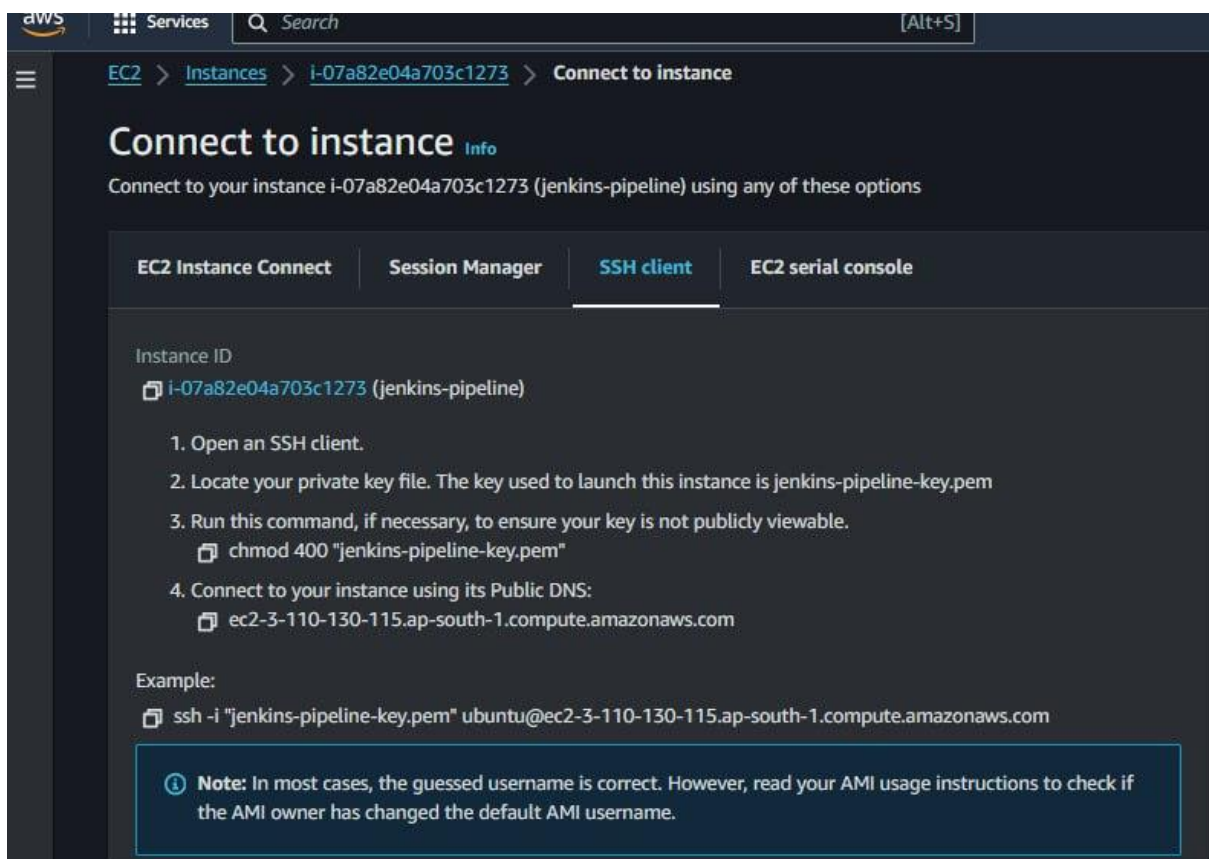 aws Services Search [Alt+S]
EC2 > Instances > i-07a82e04a703c1273 > Connect to instance
Connect to instance Info
Connect to your instance i-07a82e04a703c1273 (jenkins-pipeline) using any of these options
EC2 Instance Connect Session Manager SSH client EC2 serial console
Instance ID
i-07a82e04a703c1273 (jenkins-pipeline)
1. Open an SSH client.
2. Locate your private key file. The key used to launch this instance is jenkins-pipeline-key.pem
3. Run this command, if necessary, to ensure your key is not publicly viewable.
chmod 400 "jenkins-pipeline-key.pem"
4. Connect to your instance using its Public DNS:
ec2-3-110-130-115.ap-south-1.compute.amazonaws.com
Example:
ssh -i "jenkins-pipeline-key.pem" ubuntu@ec2-3-110-130-115.ap-south-1.compute.amazonaws.com
Note: In most cases, the guessed username is correct. However, read your AMI usage instructions to check if
the AMI owner has changed the default AMI username.